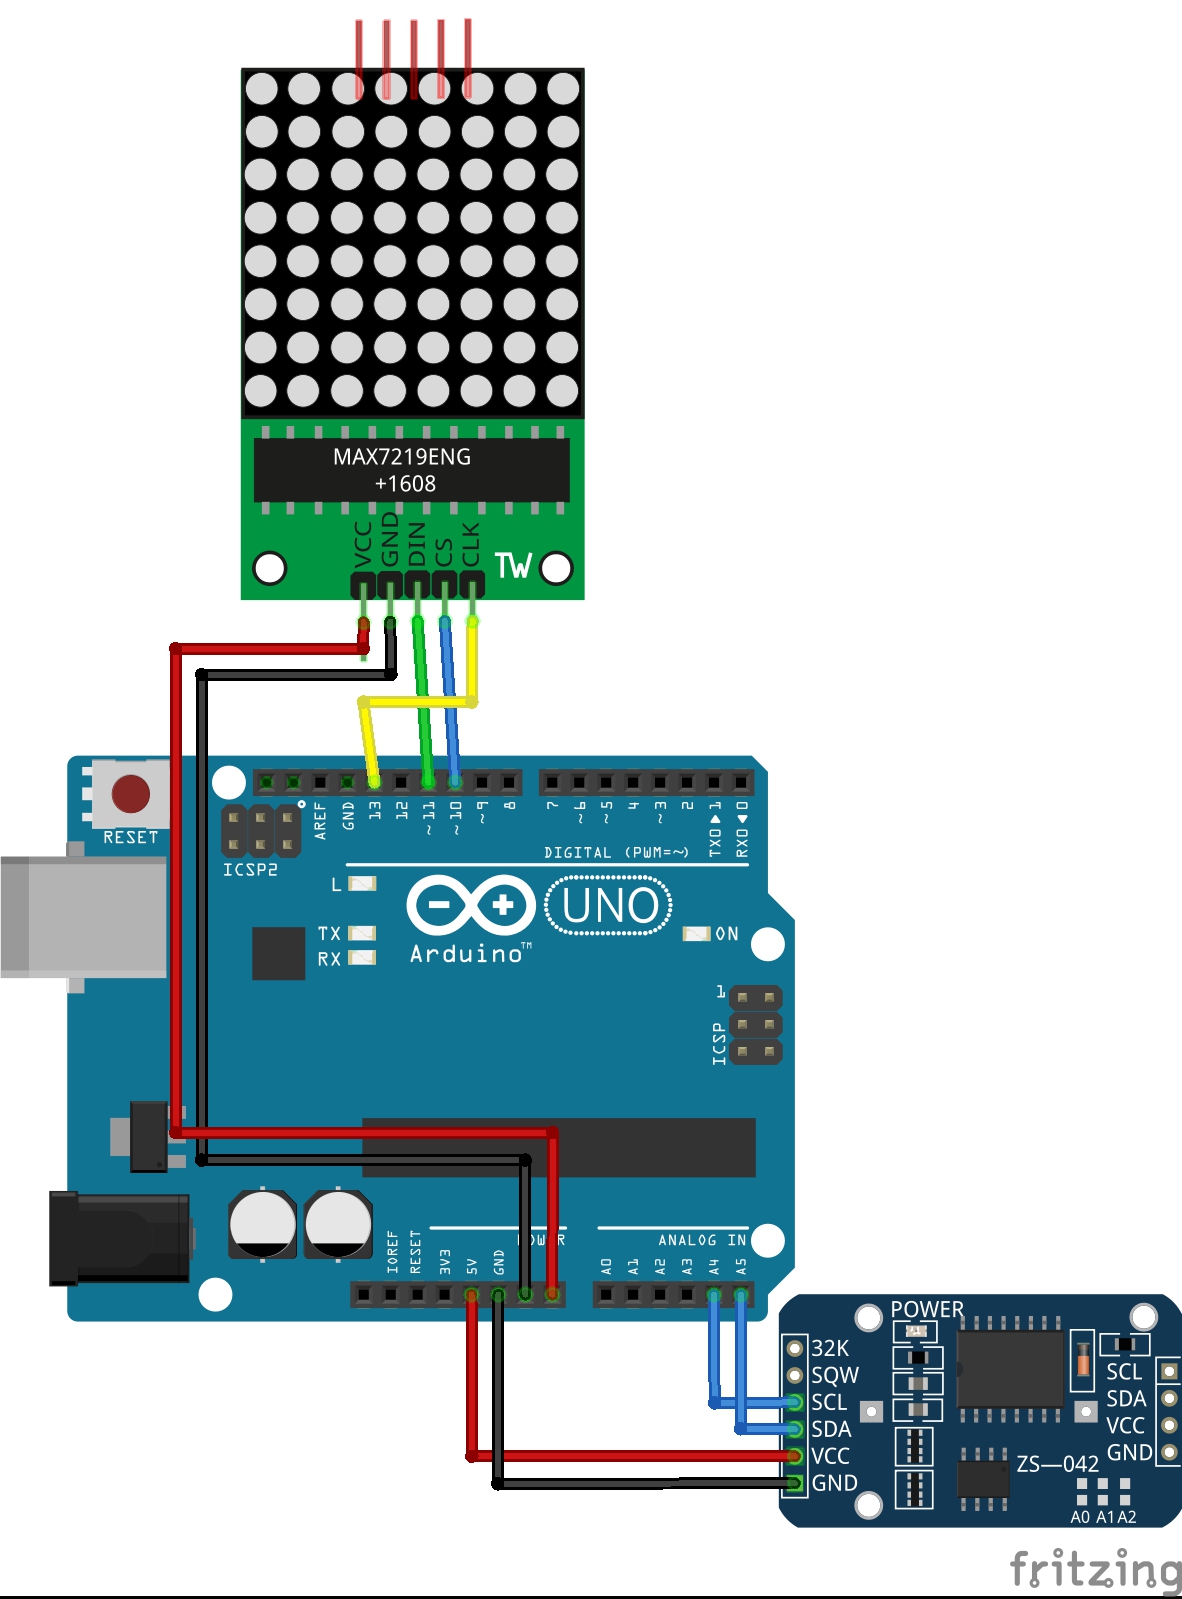 MAX7219ENG
+1608
VCC
GND
DIN
CS
CLK
TW
RESET
ICSP2
AREF
GND
13
12
~11
~10
~9
8
7
~6
~5
4
~3
2
TX0▶1
RX0◀0
DIGITAL (PWM=~)
L
TX
RX
UNO
Arduino™
ON
1
ICSP
POWER
ANALOG IN
IOREF
RESET
3V3
5V
GND
A0
A1
A2
A3
A4
A5
POWER
32K
SQW
SCL
SDA
VCC
GND
SCL
SDA
VCC
GND
ZS—042
A0 A1 A2
fritzing